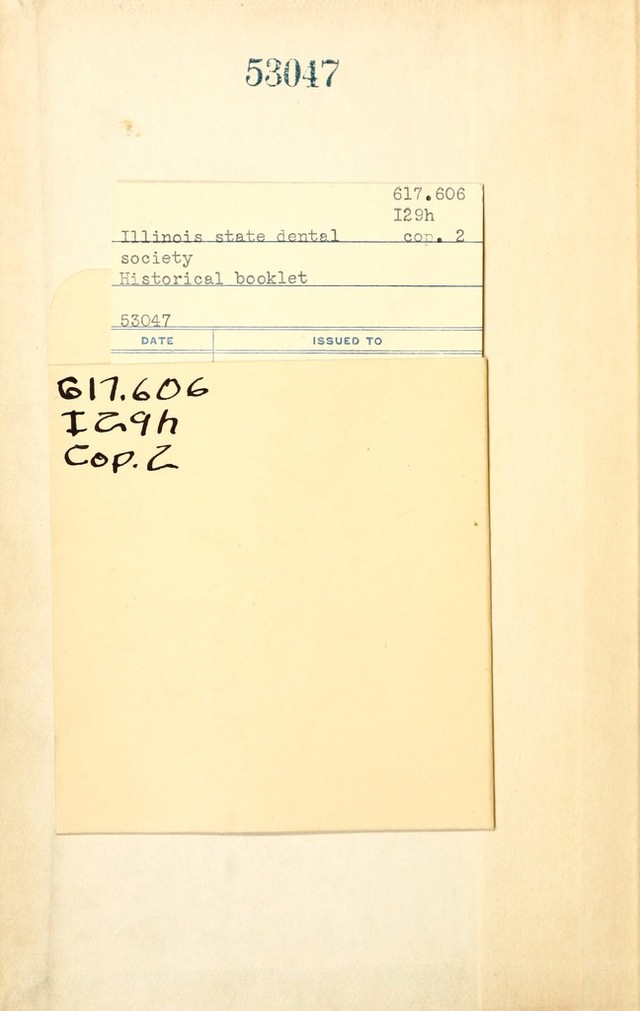 53047
617.606
I29h
Illinois state dental cop. 2
society
Historical booklet
53047
DATE ISSUED TO
617.606
I29h
Cop. 2